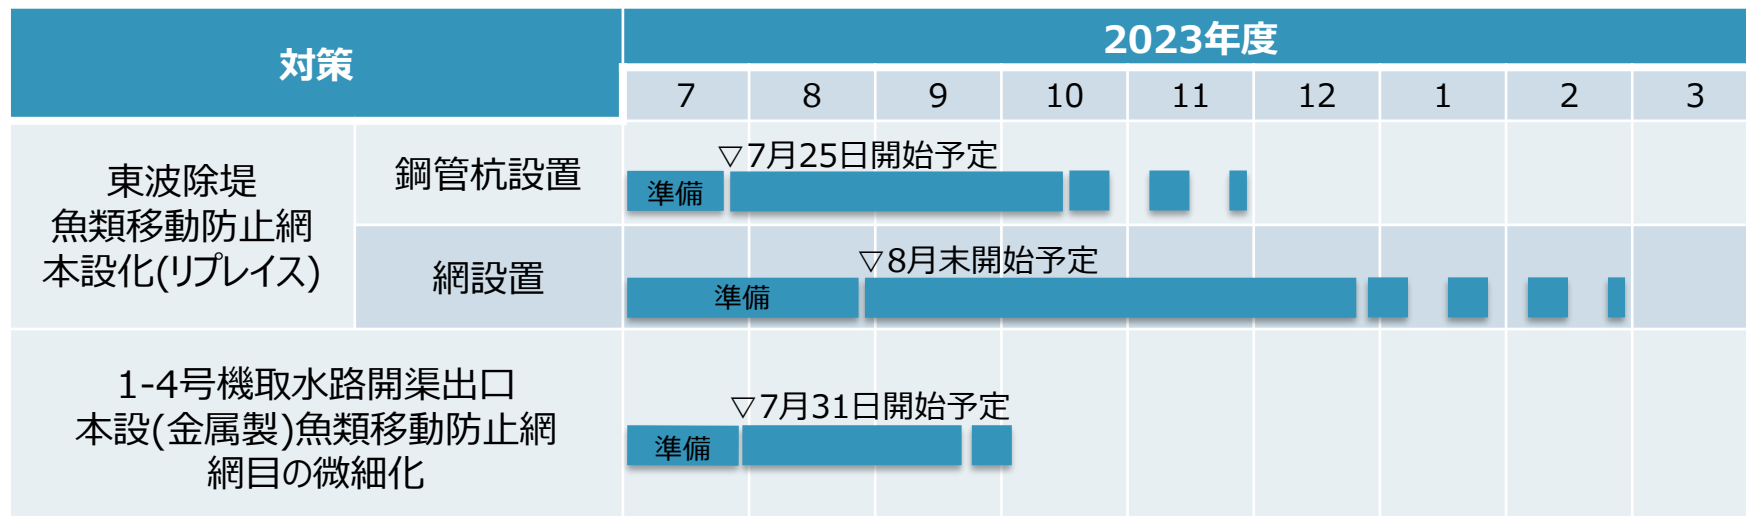 対策
2023年度
7 8 9 10 11 12 1 2 3
東波除堤
魚類移動防止網
本設化(リプレイス)
鋼管杭設置
▽7月25日開始予定
準備
網設置
▽8月末開始予定
準備
1-4号機取水路開渠出口
本設(金属製)魚類移動防止網
網目の微細化
▽7月31日開始予定
準備